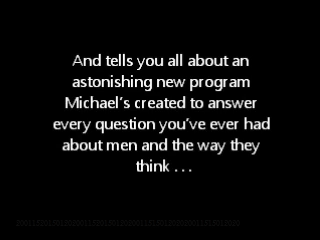 And tells you all about an
astonishing new program
Michael's created to answer
every question you've ever had
about men and the way they
think . . .